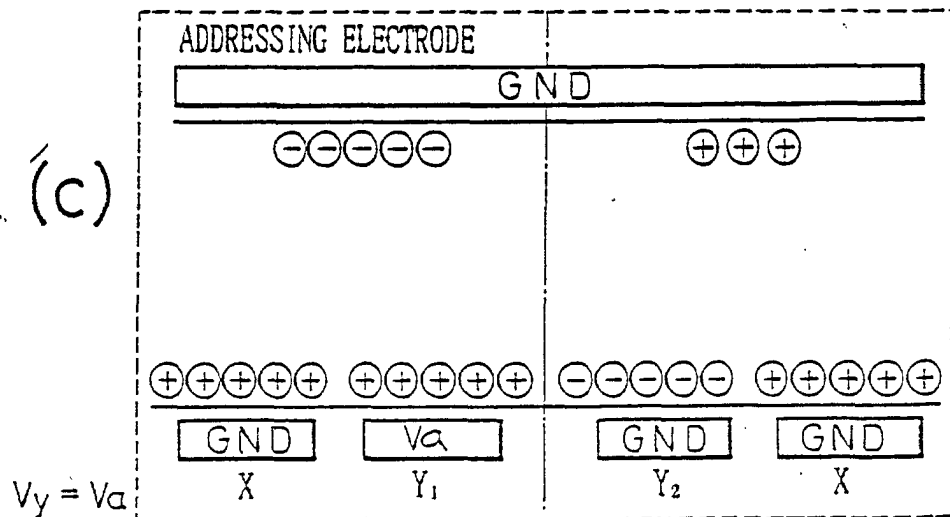 ADDRESSING ELECTRODE
GND
(C)
⊖⊖⊖⊖⊖ ⊕⊕⊕
⊕⊕⊕⊕⊕ ⊕⊕⊕⊕⊕ ⊖⊖⊖⊖⊖ ⊕⊕⊕⊕⊕
GND Va GND GND
X Y₁ Y₂ X
Vy = Va